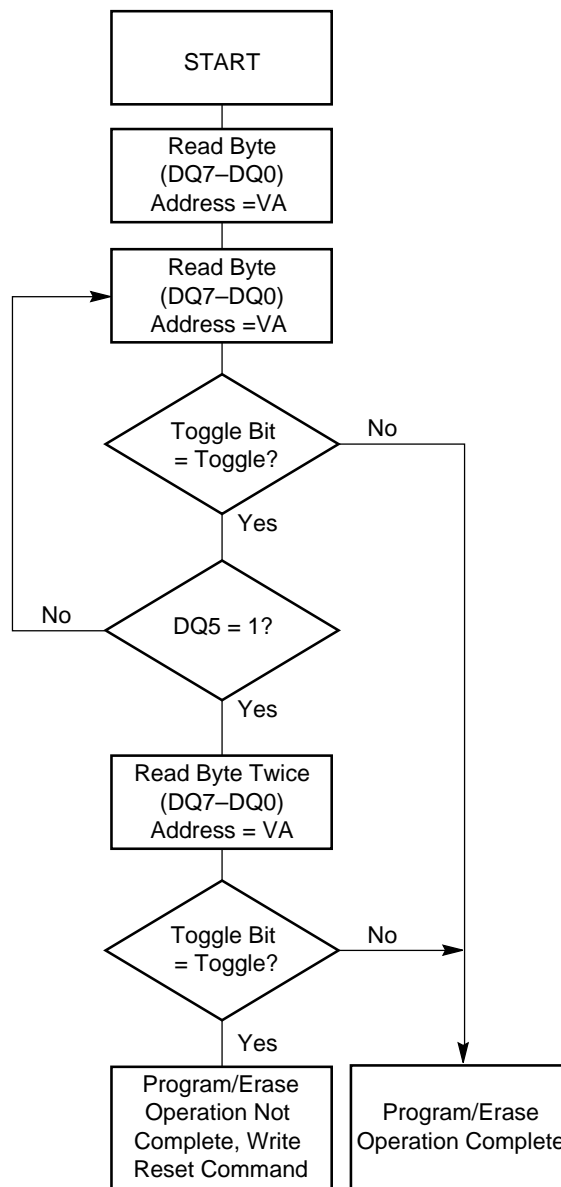 START
Read Byte
(DQ7–DQ0)
Address =VA
Read Byte
(DQ7–DQ0)
Address =VA
Toggle Bit
= Toggle?
No
Yes
No
DQ5 = 1?
Yes
Read Byte Twice
(DQ7–DQ0)
Address = VA
Toggle Bit
= Toggle?
No
Yes
Program/Erase
Operation Not
Complete, Write
Reset Command
Program/Erase
Operation Complete